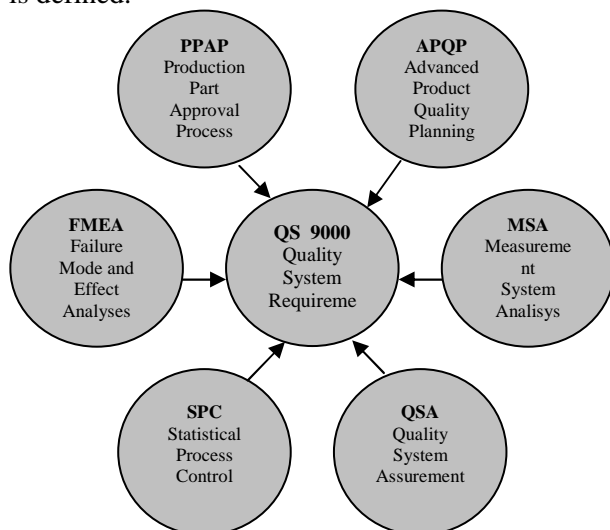 is defined.
PPAP
Production
Part
Approval
Process
APQP
Advanced
Product
Quality
Planning
FMEA
Failure
Mode and
Effect
Analyses
QS 9000
Quality
System
Requireme
MSA
Measureme
nt
System
Analisys
SPC
Statistical
Process
Control
QSA
Quality
System
Assurement